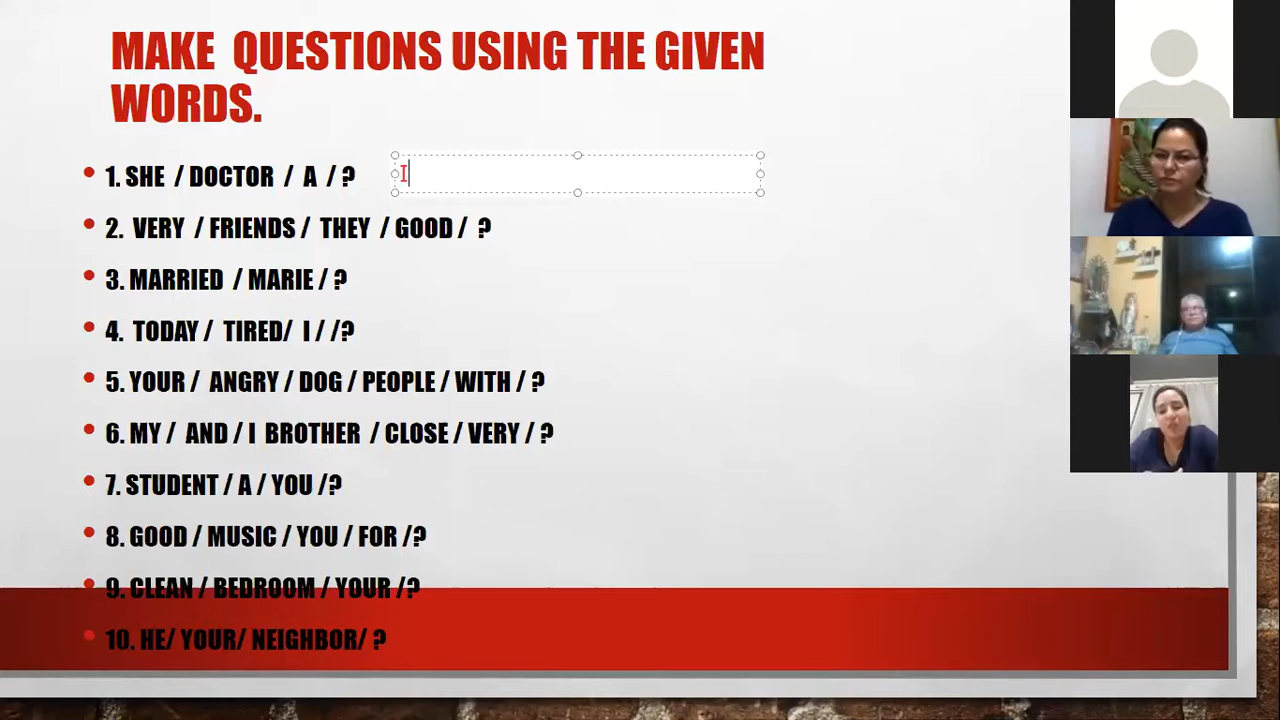 MAKE QUESTIONS USING THE GIVEN
WORDS.
• 1. SHE / DOCTOR / A / ? I
• 2. VERY / FRIENDS / THEY / GOOD / ?
• 3. MARRIED / MARIE / ?
• 4. TODAY / TIRED/ I / /?
• 5. YOUR / ANGRY / DOG / PEOPLE / WITH / ?
• 6. MY / AND / I BROTHER / CLOSE / VERY / ?
• 7. STUDENT / A / YOU /?
• 8. GOOD / MUSIC / YOU / FOR /?
• 9. CLEAN / BEDROOM / YOUR /?
• 10. HE/ YOUR/ NEIGHBOR/ ?